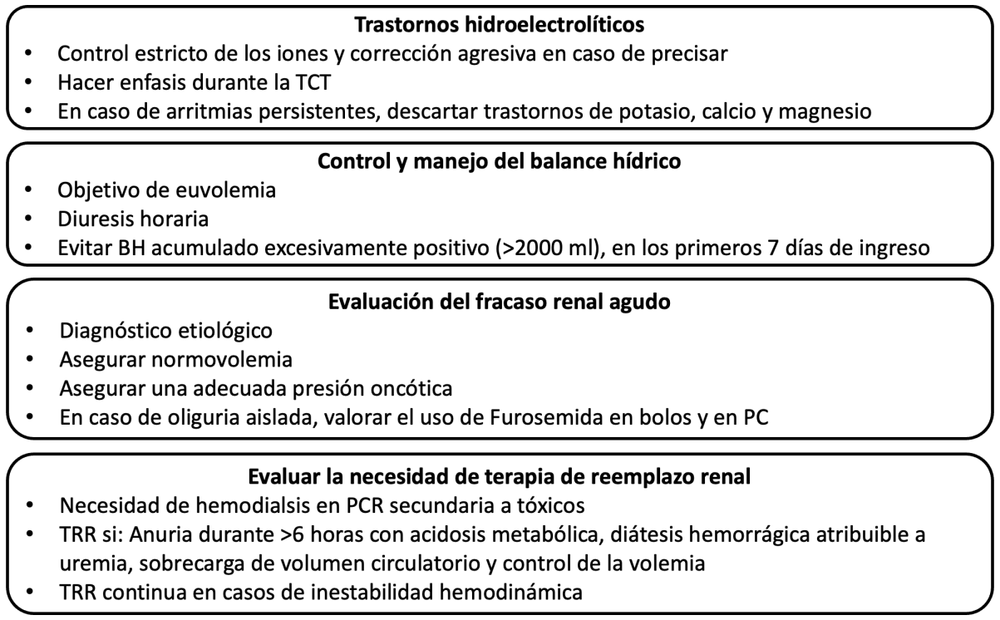 Trastornos hidroelectrolíticos
• Control estricto de los iones y corrección agresiva en caso de precisar
• Hacer enfasis durante la TCT
• En caso de arritmias persistentes, descartar trastornos de potasio, calcio y magnesio
Control y manejo del balance hídrico
• Objetivo de euvolemia
• Diuresis horaria
• Evitar BH acumulado excesivamente positivo (>2000 ml), en los primeros 7 días de ingreso
Evaluación del fracaso renal agudo
• Diagnóstico etiológico
• Asegurar normovolemia
• Asegurar una adecuada presión oncótica
• En caso de oliguria aislada, valorar el uso de Furosemida en bolos y en PC
Evaluar la necesidad de terapia de reemplazo renal
• Necesidad de hemodialsis en PCR secundaria a tóxicos
• TRR si: Anuria durante >6 horas con acidosis metabólica, diátesis hemorrágica atribuible a
uremia, sobrecarga de volumen circulatorio y control de la volemia
• TRR continua en casos de inestabilidad hemodinámica